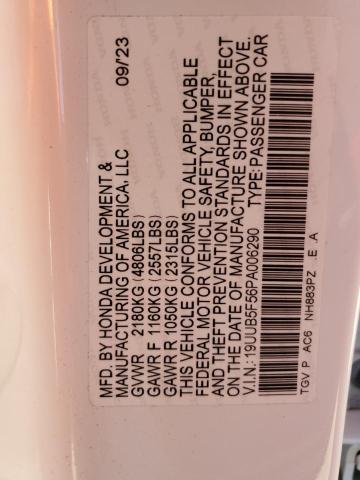 MFD. BY HONDA DEVELOPMENT &
MANUFACTURING OF AMERICA, LLC 09/23
GVWR 2180KG (4806LBS)
GAWR F 1160KG (2557LBS)
GAWR R 1050KG (2315LBS)
THIS VEHICLE CONFORMS TO ALL APPLICABLE
FEDERAL MOTOR VEHICLE SAFETY, BUMPER,
AND THEFT PREVENTION STANDARDS IN EFFECT
ON THE DATE OF MANUFACTURE SHOWN ABOVE.
V.I.N.:19UUB5F56PA006290 TYPE:PASSENGER CAR
TGV P AC6 NH883PZ .E .A